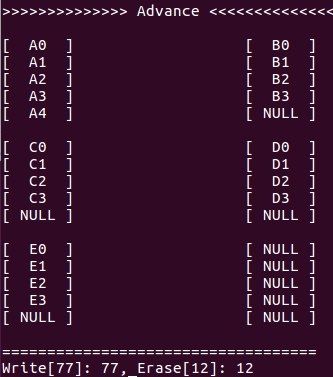 >>>>>>>>>>>>>> Advance <<<<<<<<<<<<<<
[  A0  ]                   [  B0  ]
[  A1  ]                   [  B1  ]
[  A2  ]                   [  B2  ]
[  A3  ]                   [  B3  ]
[  A4  ]                   [ NULL ]
[  C0  ]                   [  D0  ]
[  C1  ]                   [  D1  ]
[  C2  ]                   [  D2  ]
[  C3  ]                   [  D3  ]
[ NULL ]                   [ NULL ]
[  E0  ]                   [ NULL ]
[  E1  ]                   [ NULL ]
[  E2  ]                   [ NULL ]
[  E3  ]                   [ NULL ]
[ NULL ]                   [ NULL ]
===================================
Write[77]: 77,_Erase[12]: 12